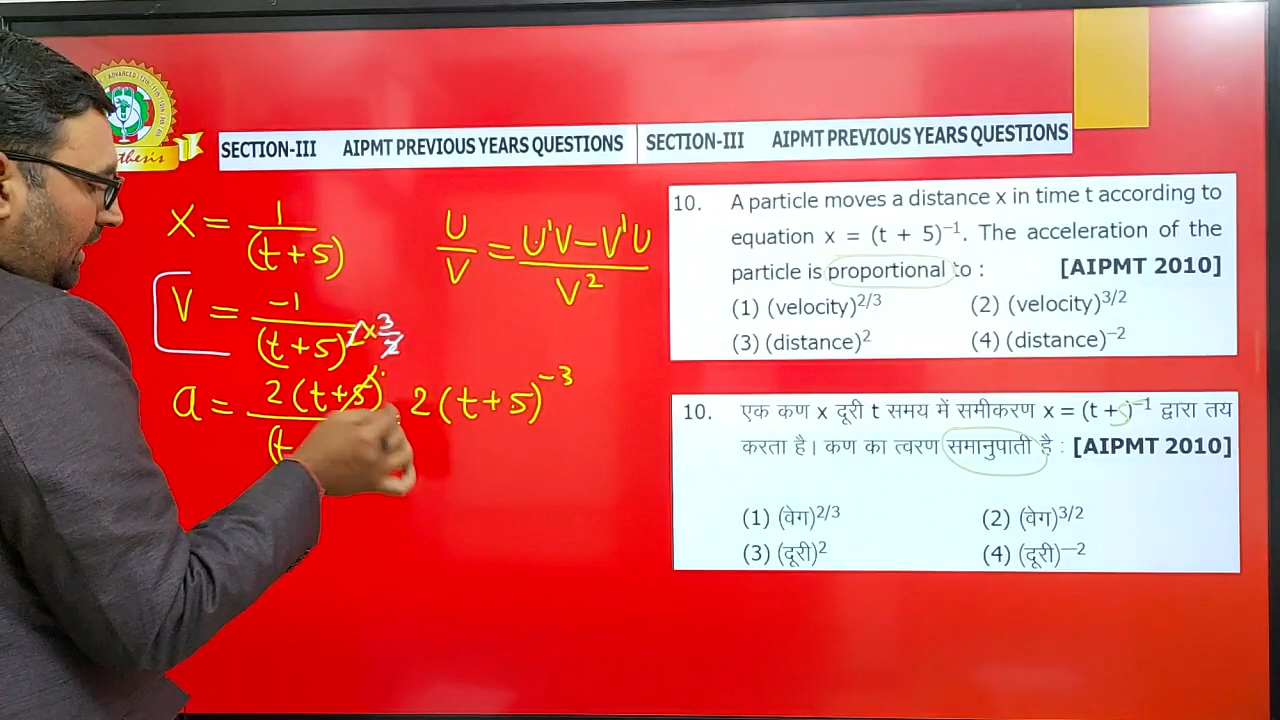 ADVANCED
thesis
SECTION-III AIPMT PREVIOUS YEARS QUESTIONS
SECTION-III AIPMT PREVIOUS YEARS QUESTIONS
x = 1/(t+5)
U/V = U'V-V'U/V²
V = -1/(t+5)² × 3/2
a = 2(t+5)
(t
2(t+5)⁻³
10. A particle moves a distance x in time t according to
equation x = (t + 5)⁻¹. The acceleration of the
particle is proportional to : [AIPMT 2010]
(1) (velocity)²/³ (2) (velocity)³/²
(3) (distance)² (4) (distance)⁻²
10. एक कण x दूरी t समय में समीकरण x = (t + 5)⁻¹ द्वारा तय
करता है। कण का त्वरण समानुपाती है : [AIPMT 2010]
(1) (वेग)²/³ (2) (वेग)³/²
(3) (दूरी)² (4) (दूरी)⁻²